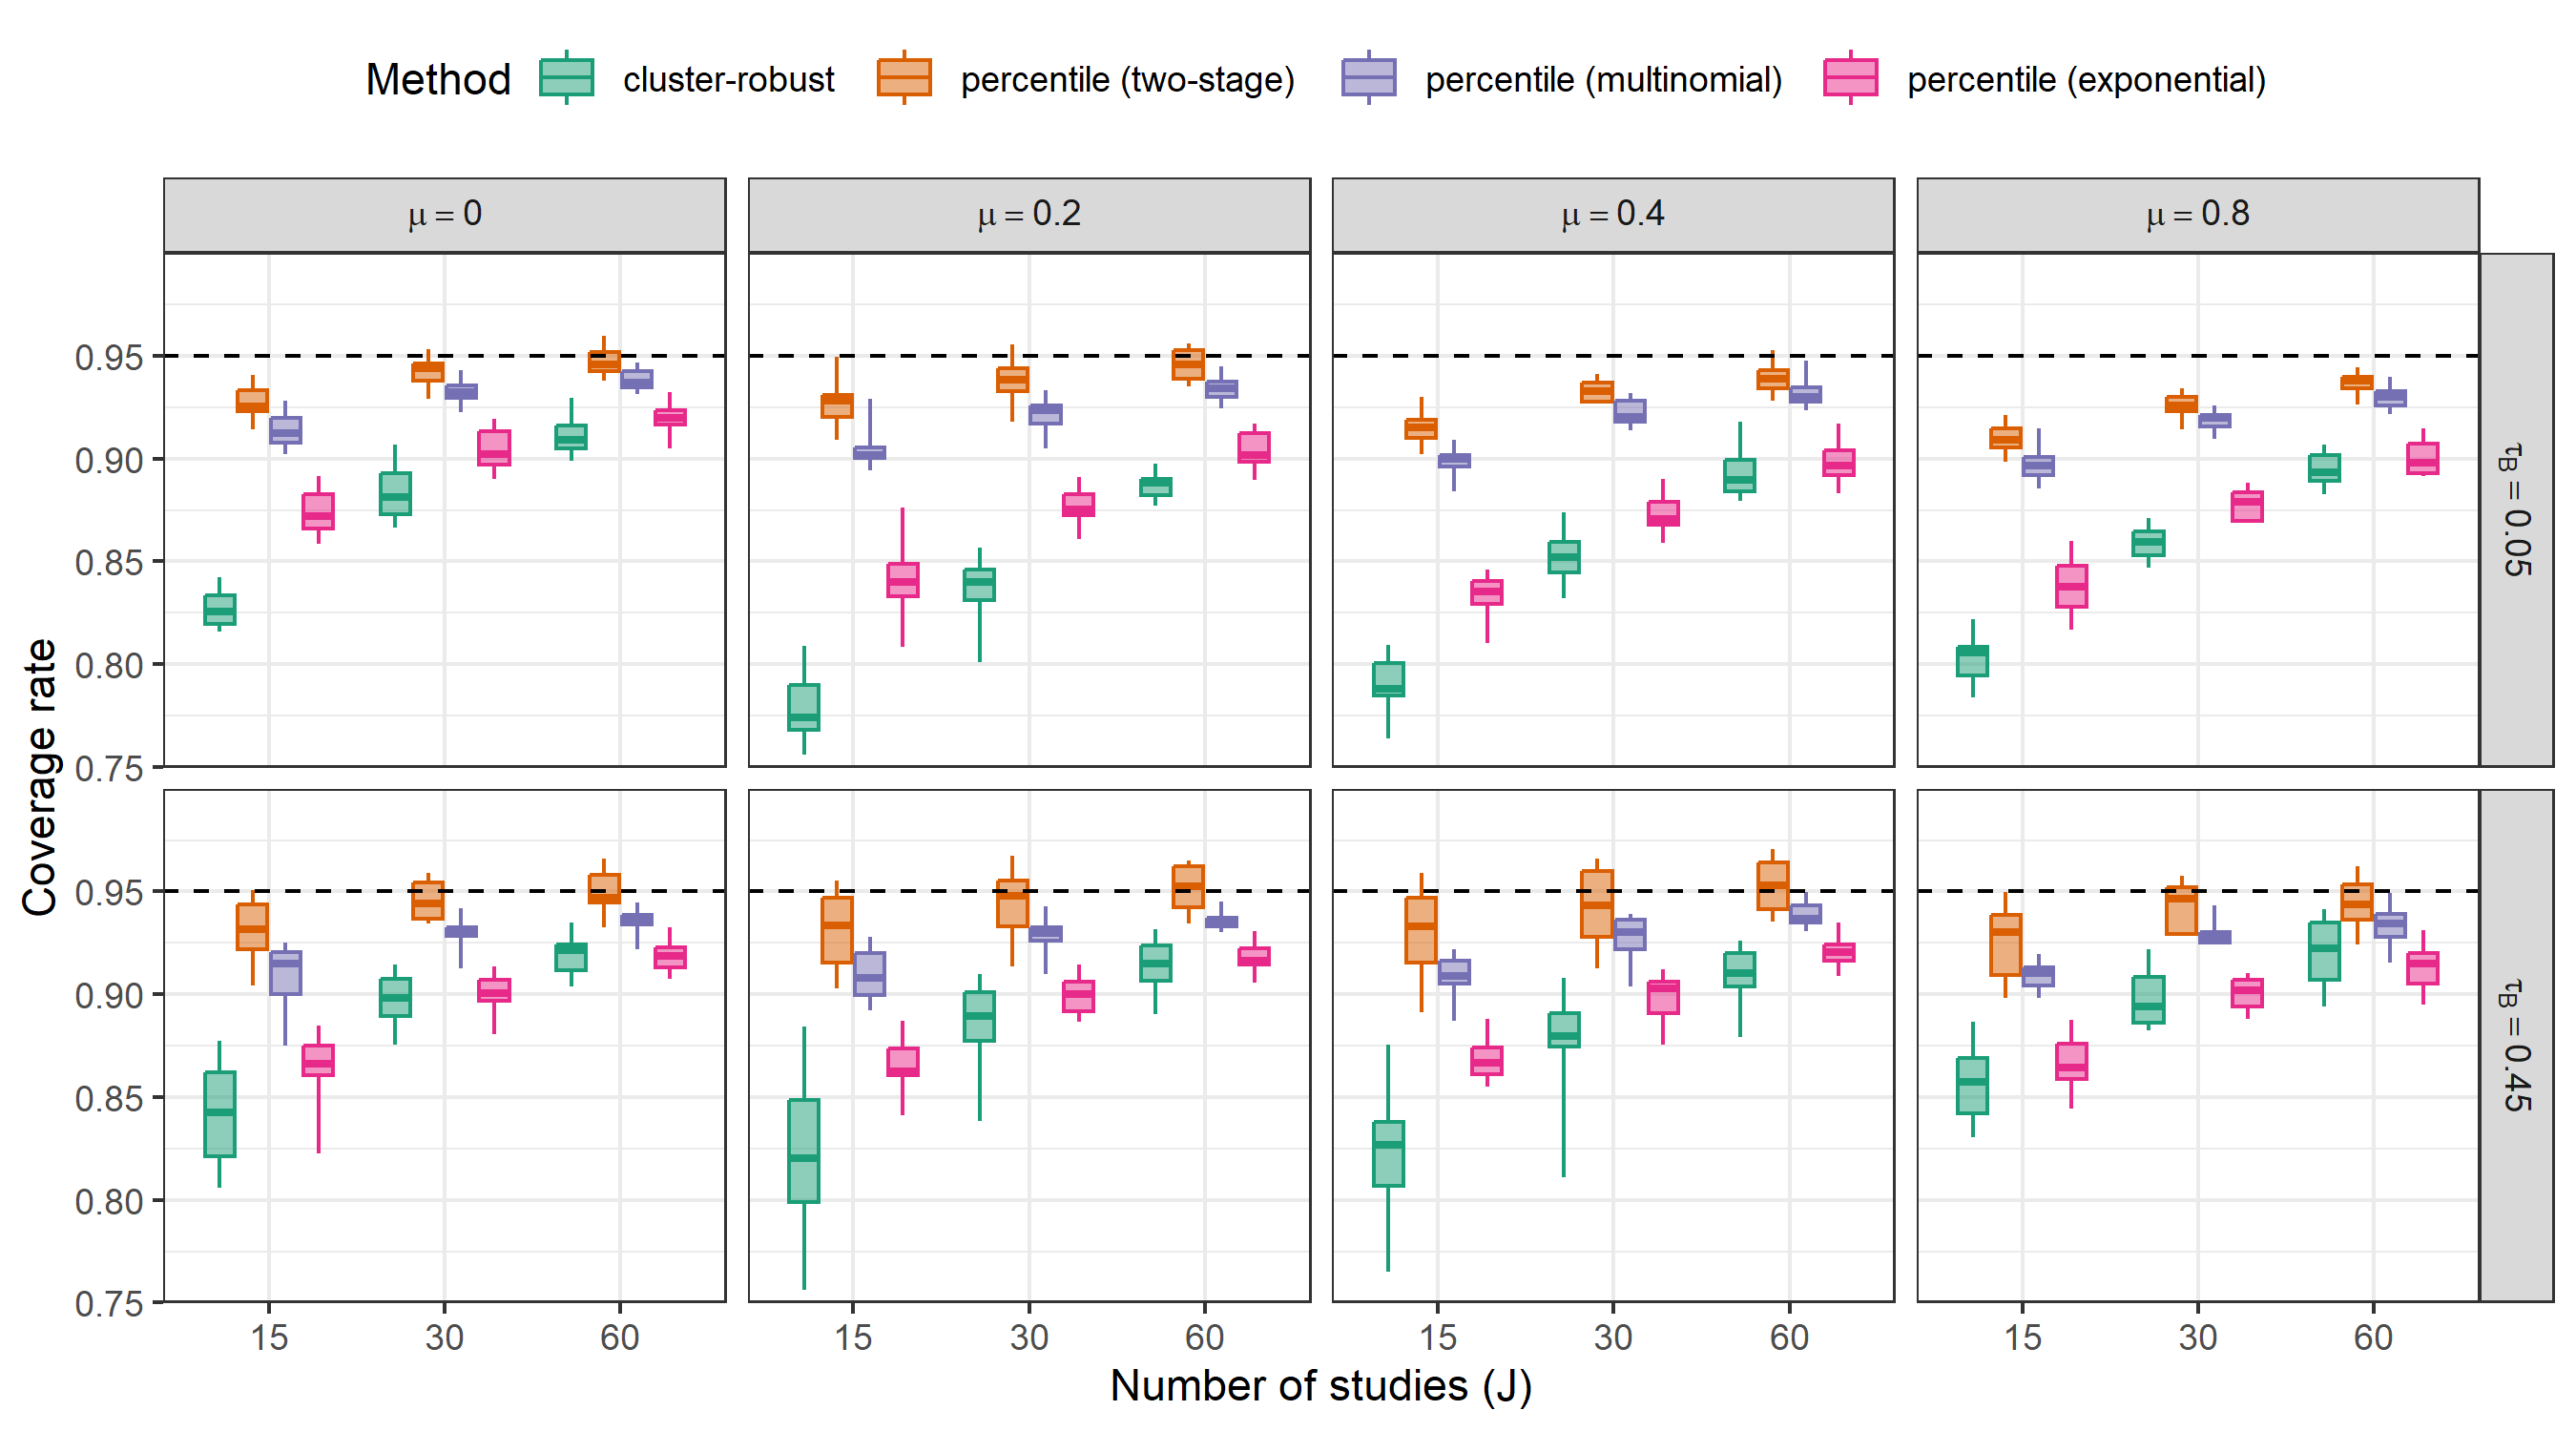 Method cluster-robust percentile (two-stage) percentile (multinomial) percentile (exponential)
μ = 0 μ = 0.2 μ = 0.4 μ = 0.8
0.95
0.90
0.85
0.80
0.75
τB = 0.05
Coverage rate
0.95
0.90
0.85
0.80
0.75
τB = 0.45
15 30 60 15 30 60 15 30 60 15 30 60
Number of studies (J)